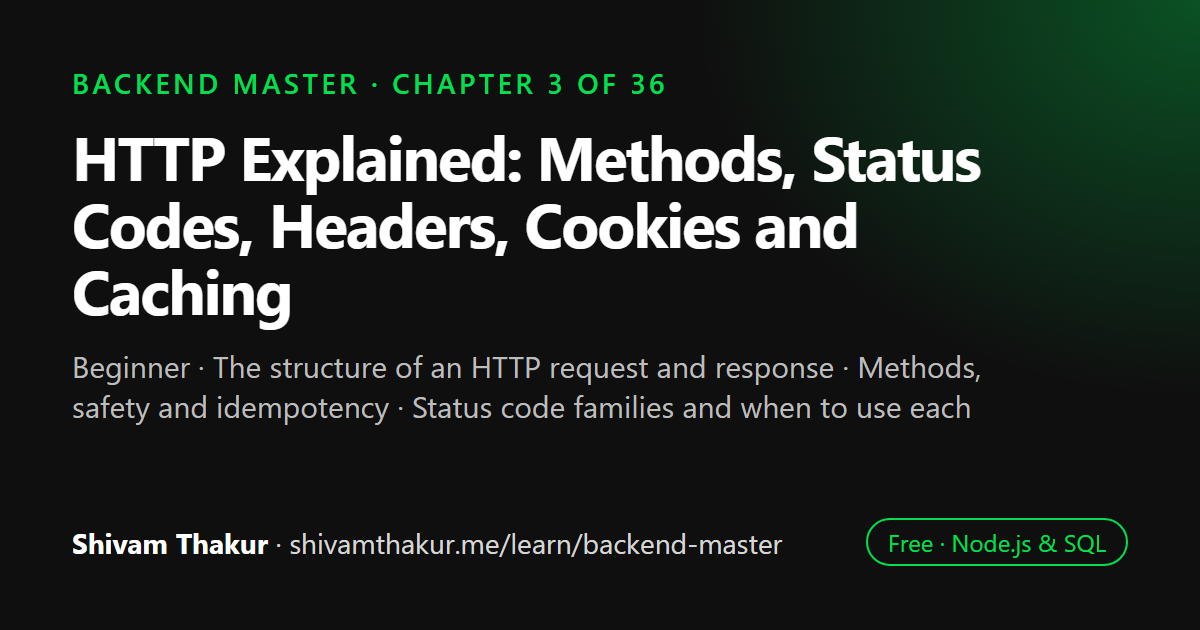 BACKEND MASTER · CHAPTER 3 OF 36
HTTP Explained: Methods, Status
Codes, Headers, Cookies and
Caching
Beginner · The structure of an HTTP request and response · Methods,
safety and idempotency · Status code families and when to use each
Shivam Thakur · shivamthakur.me/learn/backend-master
Free · Node.js & SQL